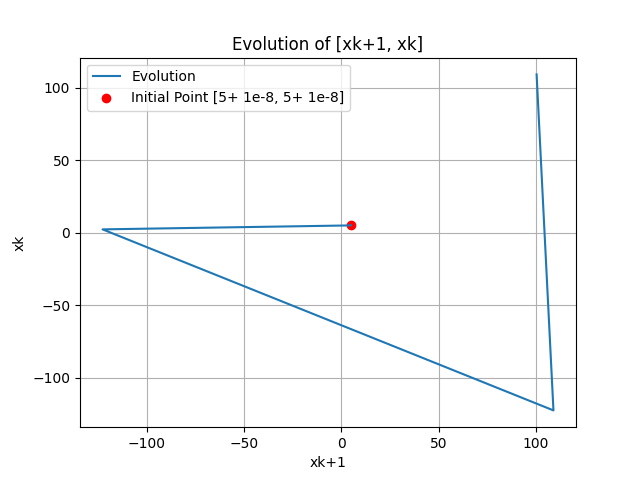 Evolution of [xk+1, xk]
Evolution
Initial Point [5+ 1e-8, 5+ 1e-8]
100
50
0
−50
−100
xk
−100
−50
0
50
100
xk+1